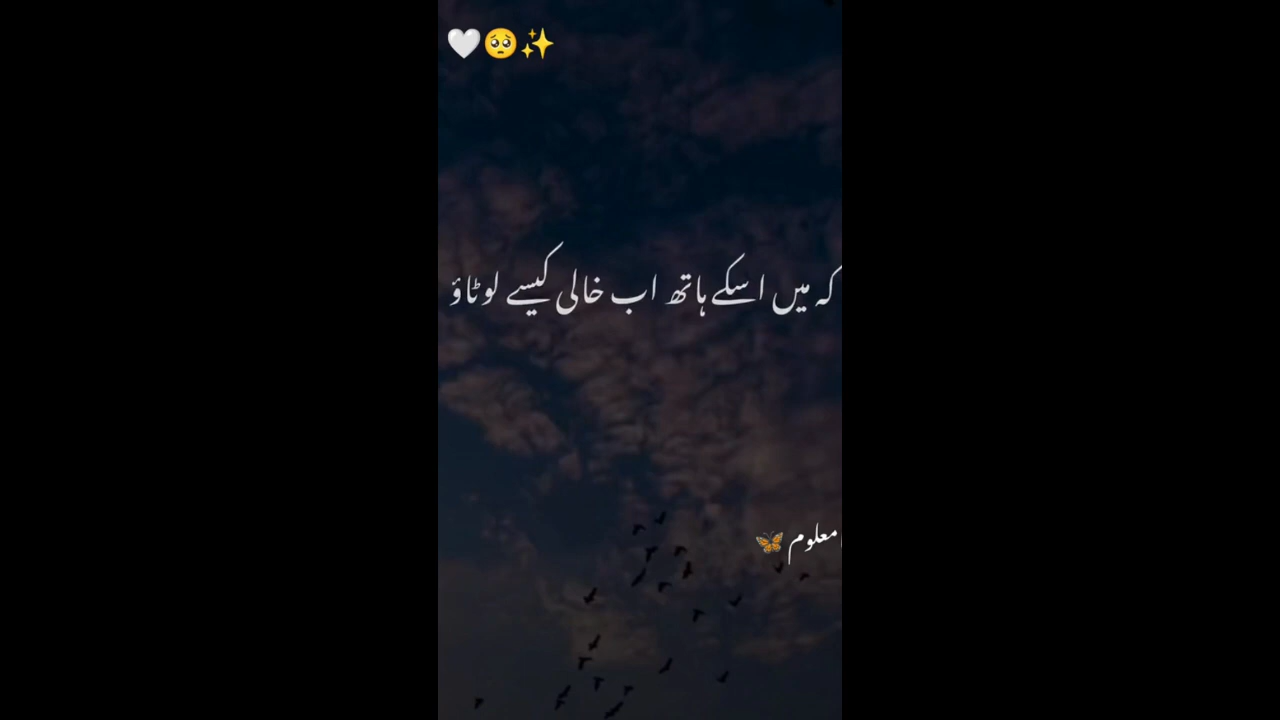 🤍🥺✨
کہ میں اسکے ہاتھ اب خالی کیسے لوٹاؤ
معلوم 🦋